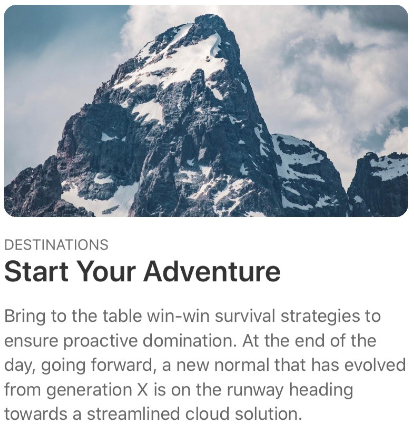 DESTINATIONS
Start Your Adventure
Bring to the table win-win survival strategies to
ensure proactive domination. At the end of the
day, going forward, a new normal that has evolved
from generation X is on the runway heading
towards a streamlined cloud solution.